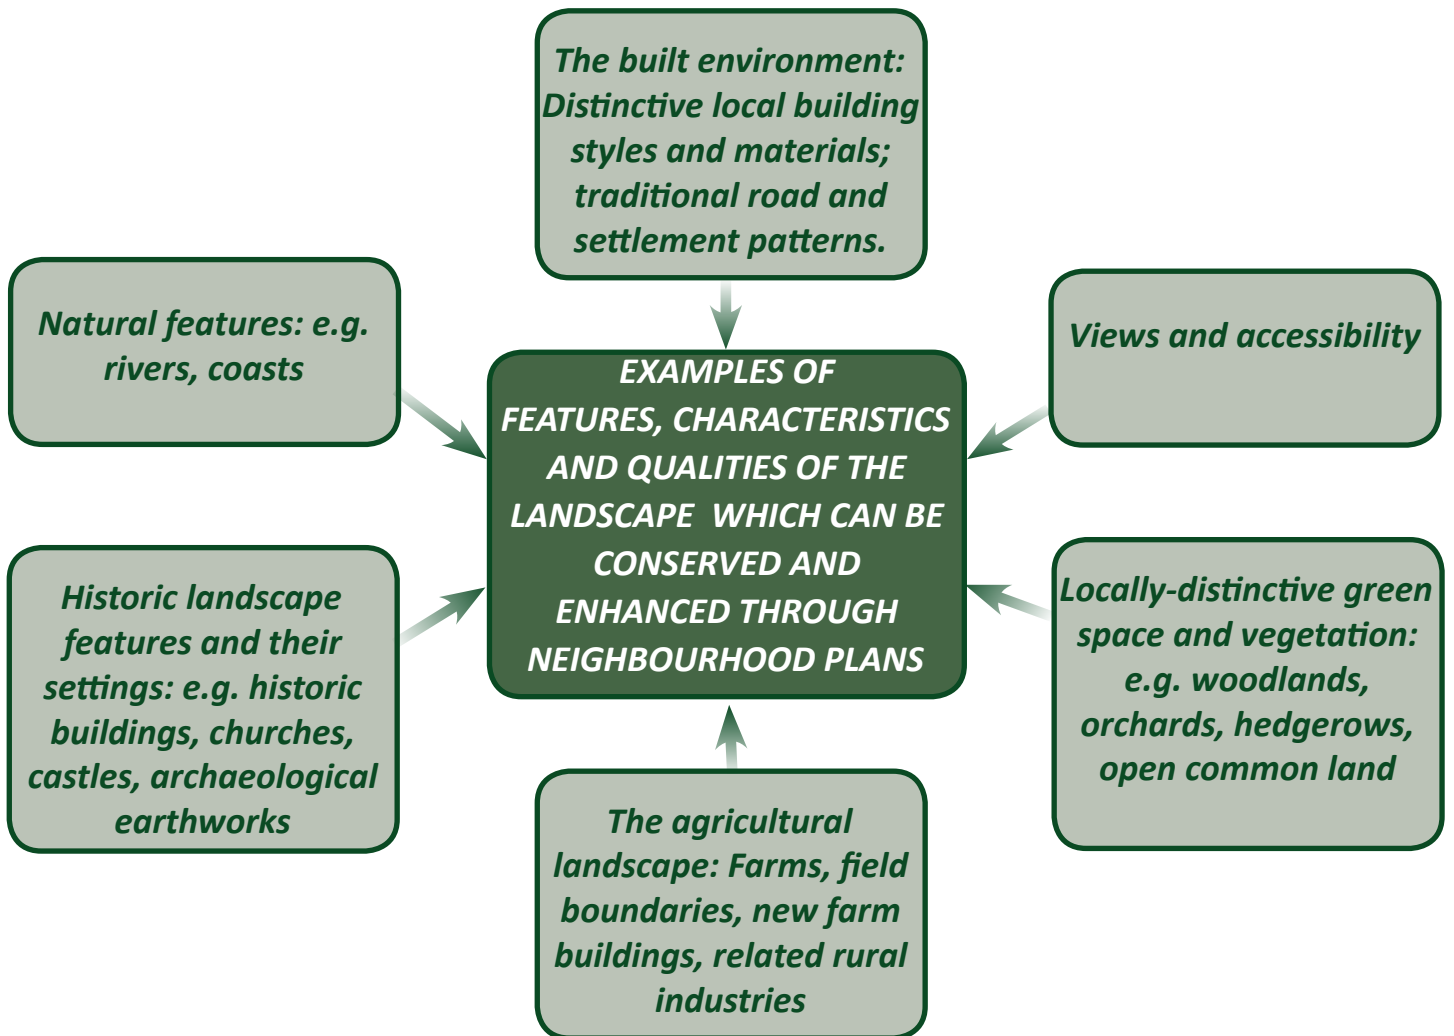 The built environment:
Distinctive local building
styles and materials;
traditional road and
settlement patterns.
Natural features: e.g.
rivers, coasts
Views and accessibility
EXAMPLES OF
FEATURES, CHARACTERISTICS
AND QUALITIES OF THE
LANDSCAPE  WHICH CAN BE
CONSERVED AND
ENHANCED THROUGH
NEIGHBOURHOOD PLANS
Historic landscape
features and their
settings: e.g. historic
buildings, churches,
castles, archaeological
earthworks
Locally-distinctive green
space and vegetation:
e.g. woodlands,
orchards, hedgerows,
open common land
The agricultural
landscape: Farms, field
boundaries, new farm
buildings, related rural
industries